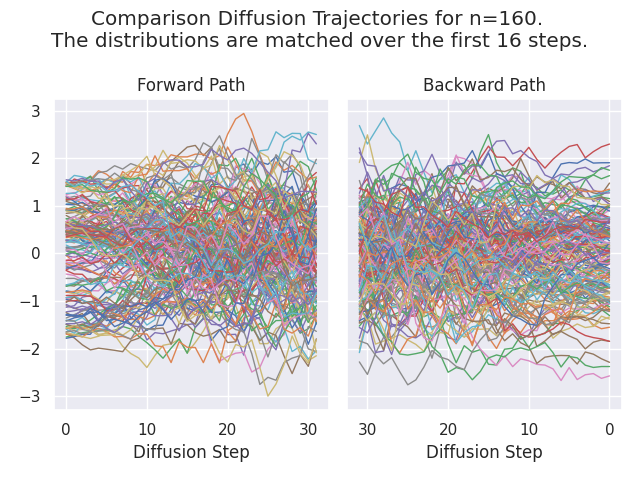 Comparison Diffusion Trajectories for n=160.
The distributions are matched over the first 16 steps.
Forward Path
Backward Path
3
2
1
0
−1
−2
−3
0 10 20 30
30 20 10 0
Diffusion Step
Diffusion Step